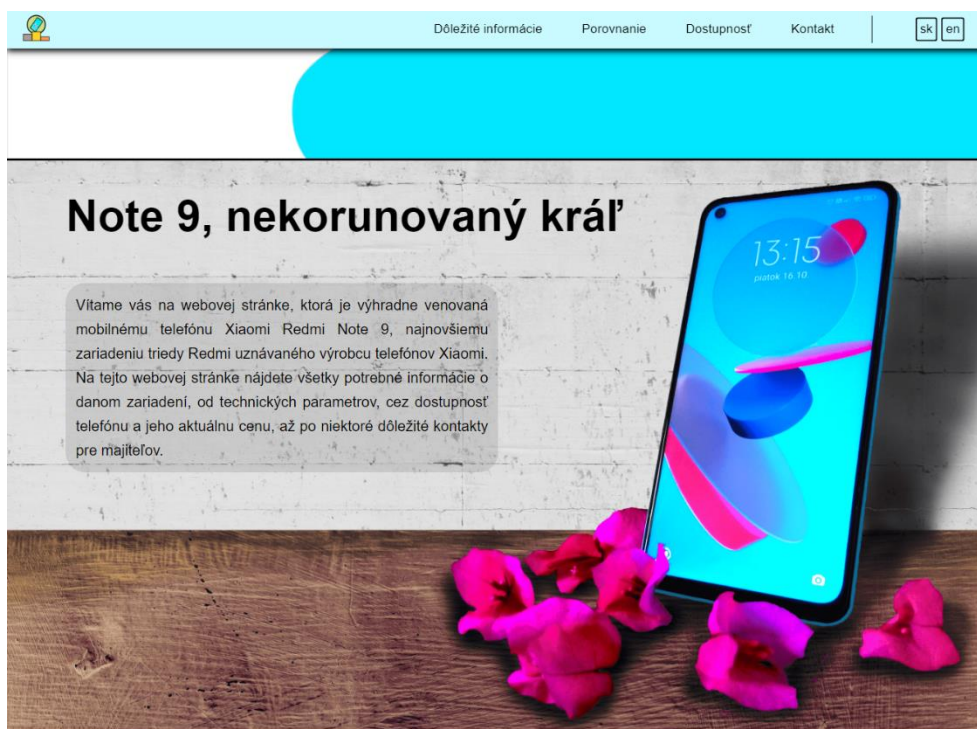 Dôležité informácie Porovnanie Dostupnosť Kontakt sk en
Note 9, nekorunovaný kráľ
13:15
piatok 16. 10
Vítame vás na webovej stránke, ktorá je výhradne venovaná
mobilnému telefónu Xiaomi Redmi Note 9, najnovšiemu
zariadeniu triedy Redmi uznávaného výrobcu telefónov Xiaomi.
Na tejto webovej stránke nájdete všetky potrebné informácie o
danom zariadení, od technických parametrov, cez dostupnosť
telefónu a jeho aktuálnu cenu, až po niektoré dôležité kontakty
pre majiteľov.